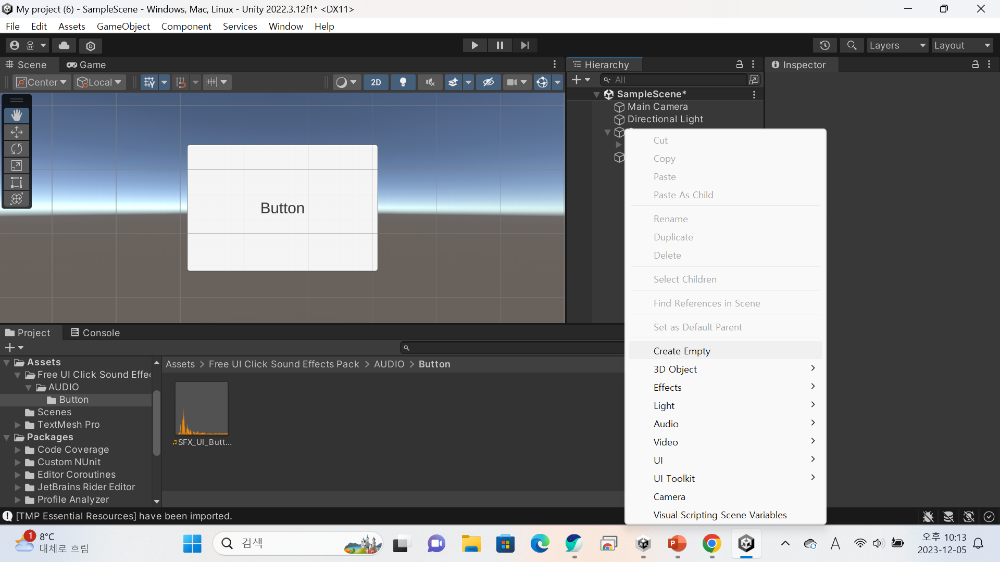 My project (6) - SampleScene - Windows, Mac, Linux - Unity 2022.3.12f1* <DX11>
File Edit Assets GameObject Component Services Window Help
윤 Layers Layout
Scene Game
Center Local 2D
Button
Hierarchy
All
SampleScene*
Main Camera
Directional Light
Inspector
Cut
Copy
Paste
Paste As Child
Rename
Duplicate
Delete
Select Children
Find References in Scene
Set as Default Parent
Create Empty
3D Object
Effects
Light
Audio
Video
UI
UI Toolkit
Camera
Visual Scripting Scene Variables
Project Console
Assets
Free UI Click Sound Effec
AUDIO
Button
Scenes
TextMesh Pro
Packages
Code Coverage
Custom NUnit
Editor Coroutines
JetBrains Rider Editor
Profile Analyzer
Assets > Free UI Click Sound Effects Pack > AUDIO > Button
SFX_UI_Butt...
[TMP Essential Resources] have been imported.
1
8°C
대체로 흐림
검색
A
오후 10:13
2023-12-05